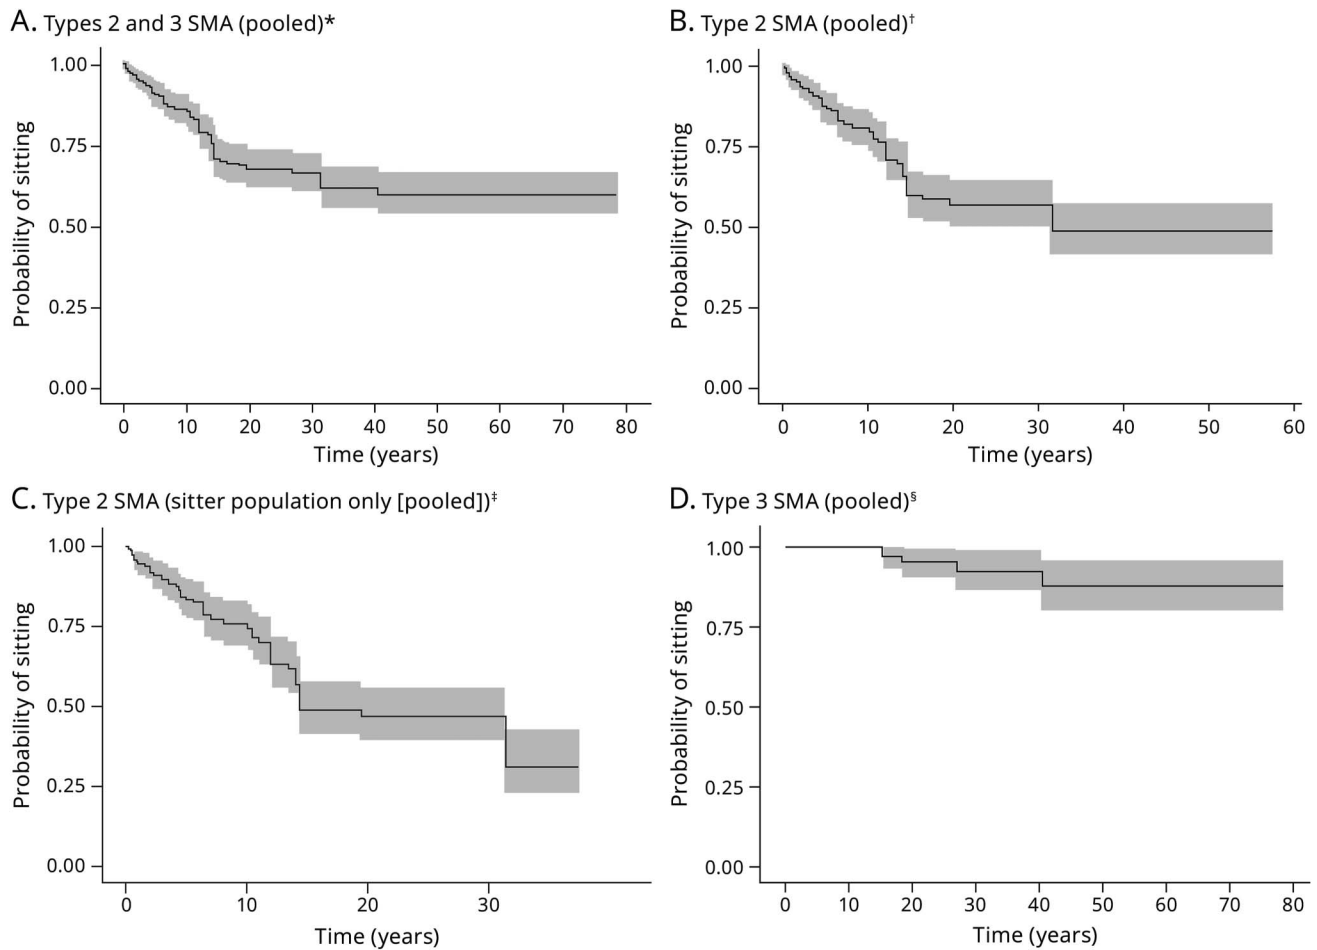 A. Types 2 and 3 SMA (pooled)*
1.00
0.75
0.50
0.25
0.00
Probability of sitting
0 10 20 30 40 50 60 70 80
Time (years)
B. Type 2 SMA (pooled)†
1.00
0.75
0.50
0.25
0.00
Probability of sitting
0 10 20 30 40 50 60
Time (years)
C. Type 2 SMA (sitter population only [pooled])‡
1.00
0.75
0.50
0.25
0.00
Probability of sitting
0 10 20 30
Time (years)
D. Type 3 SMA (pooled)§
1.00
0.75
0.50
0.25
0.00
Probability of sitting
0 10 20 30 40 50 60 70 80
Time (years)